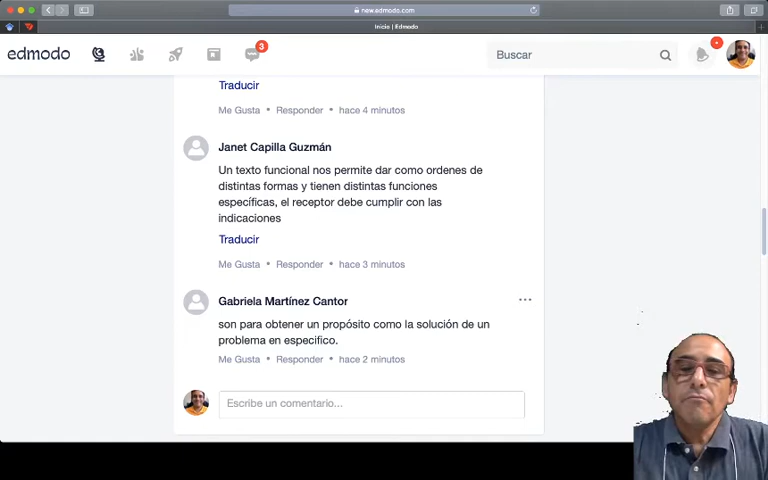 new.edmodo.com
Inicio | Edmodo
edmodo
3
Buscar
Traducir
Me Gusta • Responder • hace 4 minutos
Janet Capilla Guzmán
Un texto funcional nos permite dar como ordenes de
distintas formas y tienen distintas funciones
específicas, el receptor debe cumplir con las
indicaciones
Traducir
Me Gusta • Responder • hace 3 minutos
Gabriela Martínez Cantor
son para obtener un propósito como la solución de un
problema en especifico.
Me Gusta • Responder • hace 2 minutos
Escribe un comentario...